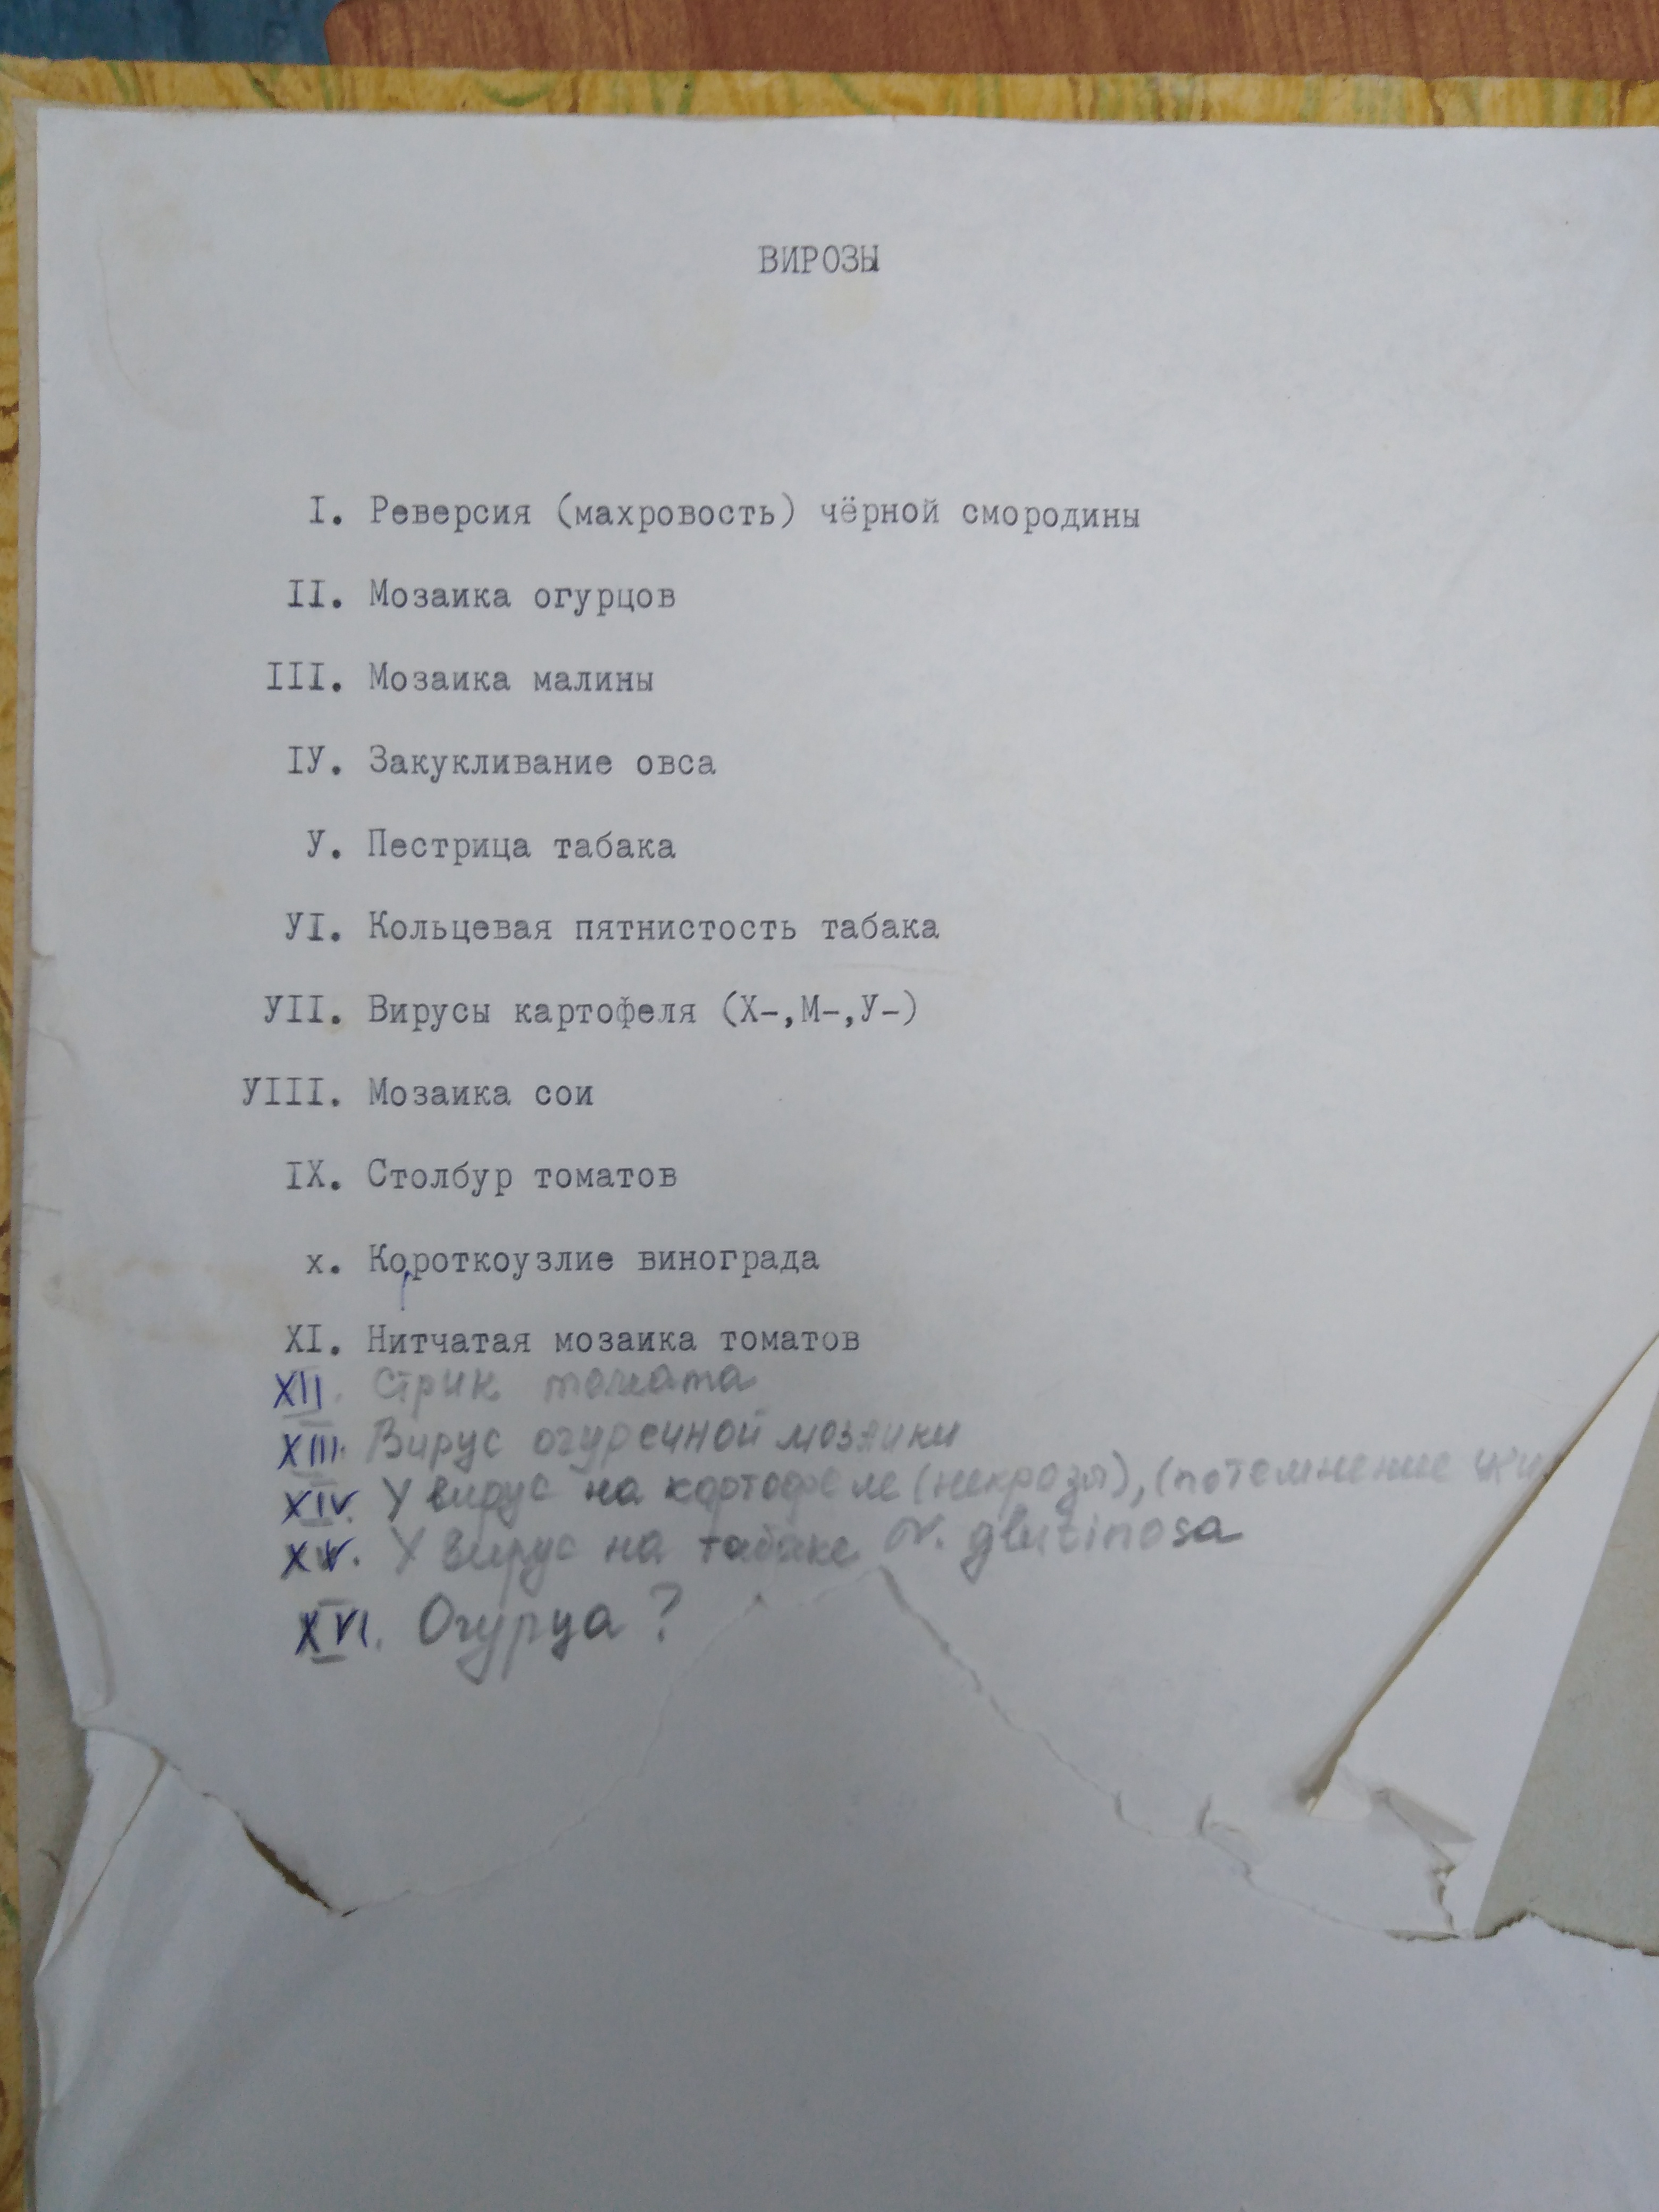 ВИРОЗЫ
I. Реверсия (махровость) чёрной смородины
II. Мозаика огурцов
III. Мозаика малины
IУ. Закукливание овса
У. Пестрица табака
УI. Кольцевая пятнистость табака
УII. Вирусы картофеля (Х-,М-,У-)
УIII. Мозаика сои
IX. Столбур томатов
х. Короткоузлие винограда
XI. Нитчатая мозаика томатов
XII. Стрик томата
XIII. Вирус огуречной мозаики
XIV. У вирус на картофеле (некрозы), (потемнение
XV. У вирус на табаке N. glutinosa
XVI. Огурца ?